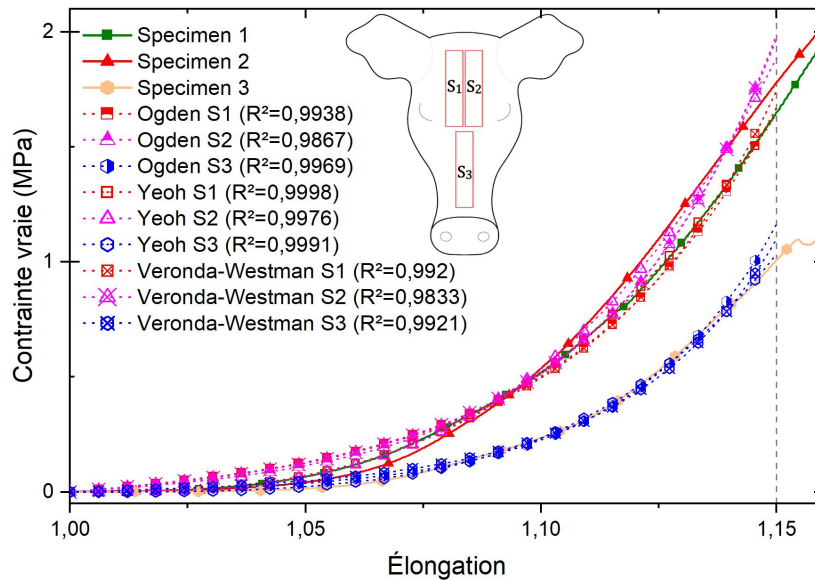 2
1
0
Contrainte vraie (MPa)
Specimen 1
Specimen 2
Specimen 3
Ogden S1 (R²=0,9938)
Ogden S2 (R²=0,9867)
Ogden S3 (R²=0,9969)
Yeoh S1 (R²=0,9998)
Yeoh S2 (R²=0,9976)
Yeoh S3 (R²=0,9991)
Veronda-Westman S1 (R²=0,992)
Veronda-Westman S2 (R²=0,9833)
Veronda-Westman S3 (R²=0,9921)
S1 S2
S3
1,00 1,05 1,10 1,15
Élongation